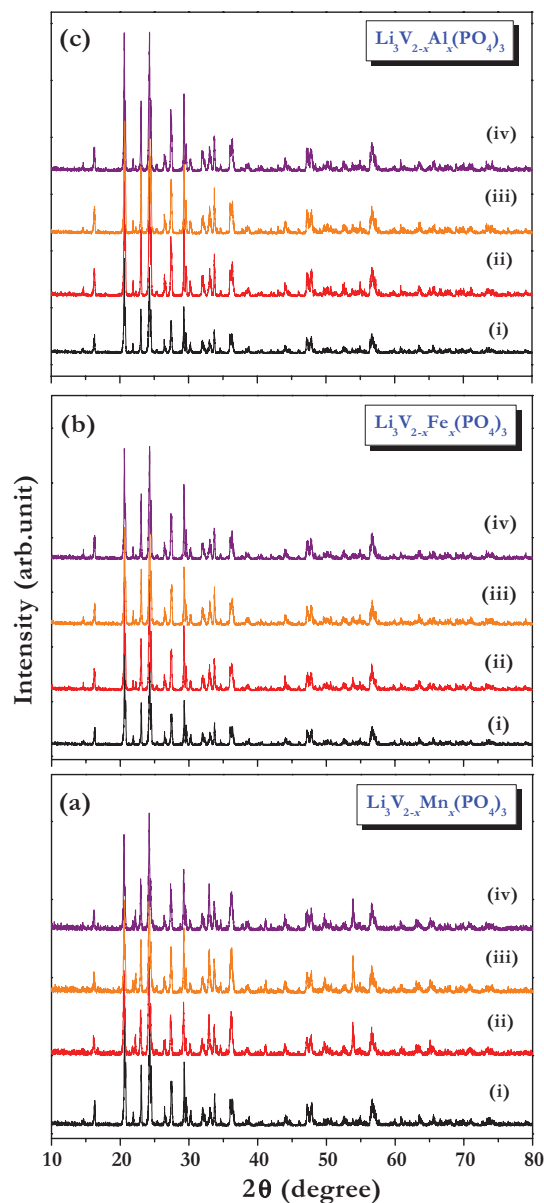 (c)
Li₃V₂₋ₓAlₓ(PO₄)₃
(iv)
(iii)
(ii)
(i)
(b)
Li₃V₂₋ₓFeₓ(PO₄)₃
(iv)
(iii)
(ii)
(i)
(a)
Li₃V₂₋ₓMnₓ(PO₄)₃
(iv)
(iii)
(ii)
(i)
Intensity (arb.unit)
10 20 30 40 50 60 70 80
2θ (degree)